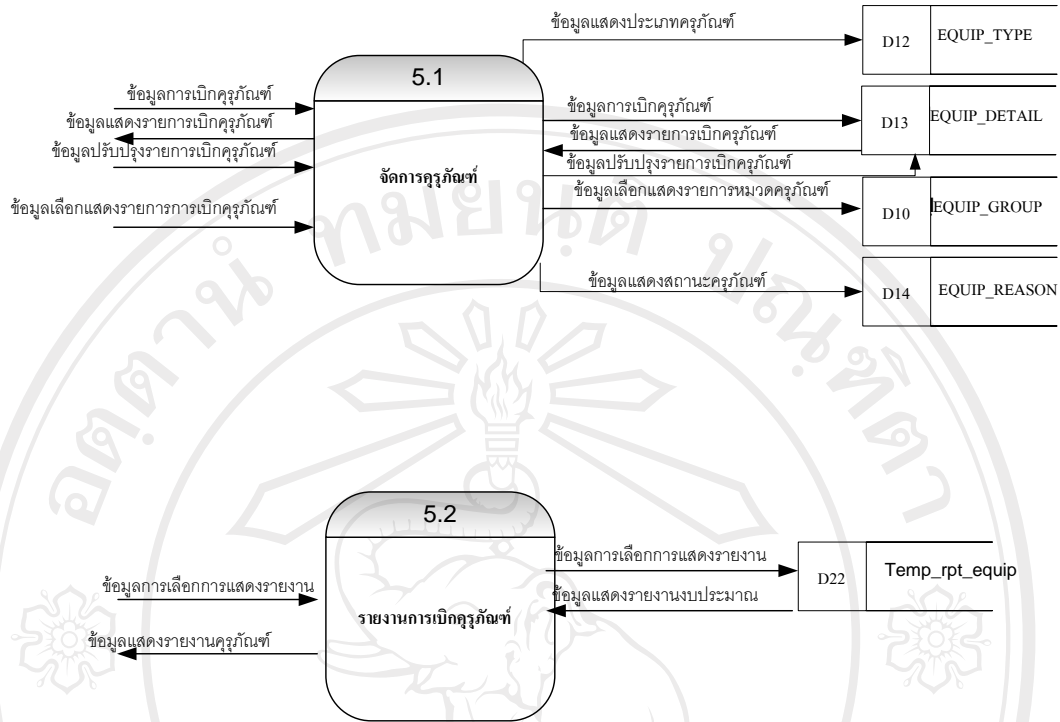 ข้อมูลแสดงประเภทครุภัณฑ์
D12 EQUIP_TYPE
5.1
ข้อมูลการเบิกคุรุภัณฑ์
ข้อมูลแสดงรายการเบิกคุรุภัณฑ์
ข้อมูลปรับปรุงรายการเบิกคุรุภัณฑ์
ข้อมูลเลือกแสดงรายการการเบิกครุภัณฑ์
จัดการคุรุภัณฑ์
ข้อมูลการเบิกครุภัณฑ์
ข้อมูลแสดงรายการเบิกครุภัณฑ์
ข้อมูลปรับปรุงรายการเบิกครุภัณฑ์
ข้อมูลเลือกแสดงรายการหมวดครุภัณฑ์
D13 EQUIP_DETAIL
D10 EQUIP_GROUP
ข้อมูลแสดงสถานะครุภัณฑ์
D14 EQUIP_REASON
อตฺตานํ ทมยนฺติ ปณฺฑิตา
5.2
ข้อมูลการเลือกการแสดงรายงาน
ข้อมูลแสดงรายงานคุรุภัณฑ์
รายงานการเบิกคุรุภัณฑ์
ข้อมูลการเลือกการแสดงรายงาน
ข้อมูลแสดงรายงานงบประมาณ
D22 Temp_rpt_equip